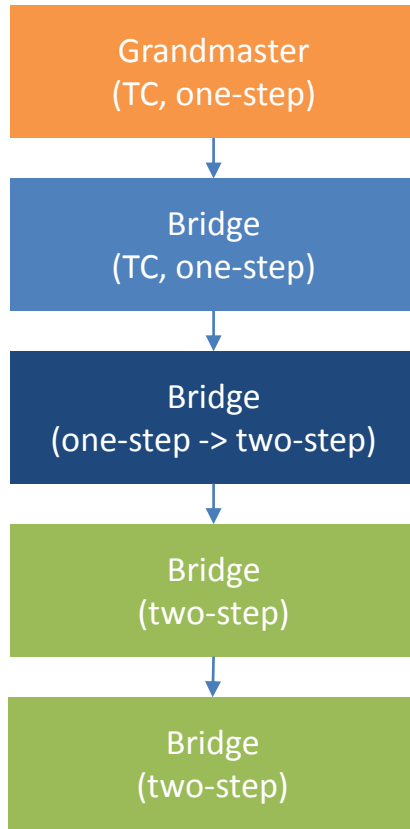 Grandmaster
(TC, one-step)
Bridge
(TC, one-step)
Bridge
(one-step -> two-step)
Bridge
(two-step)
Bridge
(two-step)